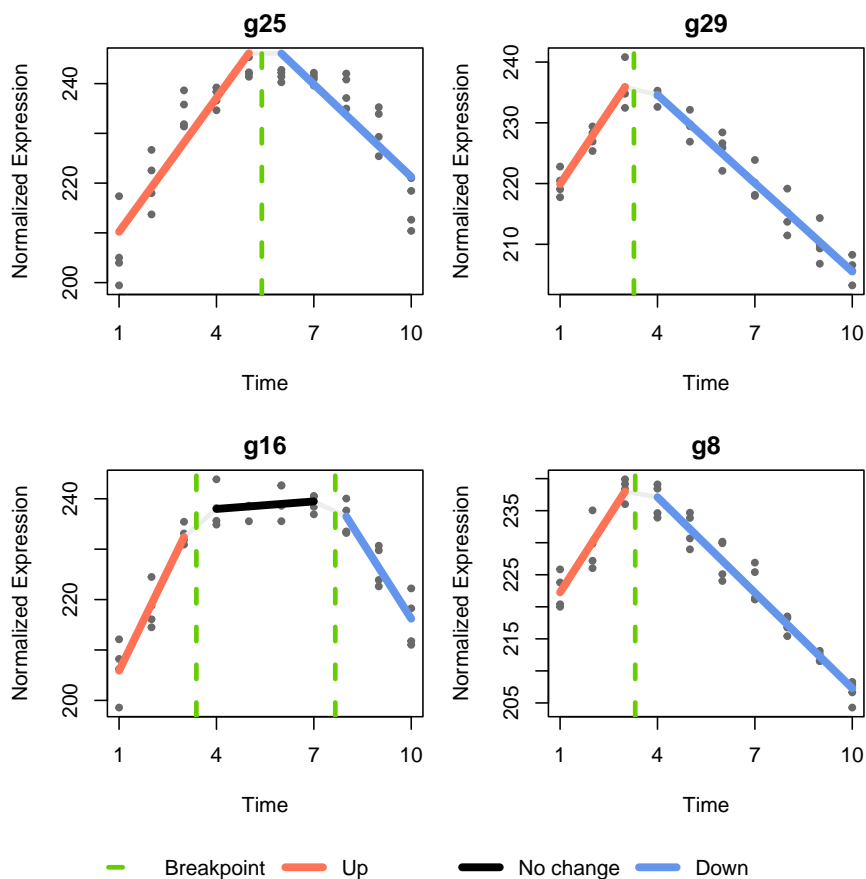 g25
Normalized Expression
200
220
240
1 4 7 10
Time
g29
Normalized Expression
210
220
230
240
1 4 7 10
Time
g16
Normalized Expression
200
220
240
1 4 7 10
Time
g8
Normalized Expression
205
215
225
235
1 4 7 10
Time
Breakpoint Up No change Down